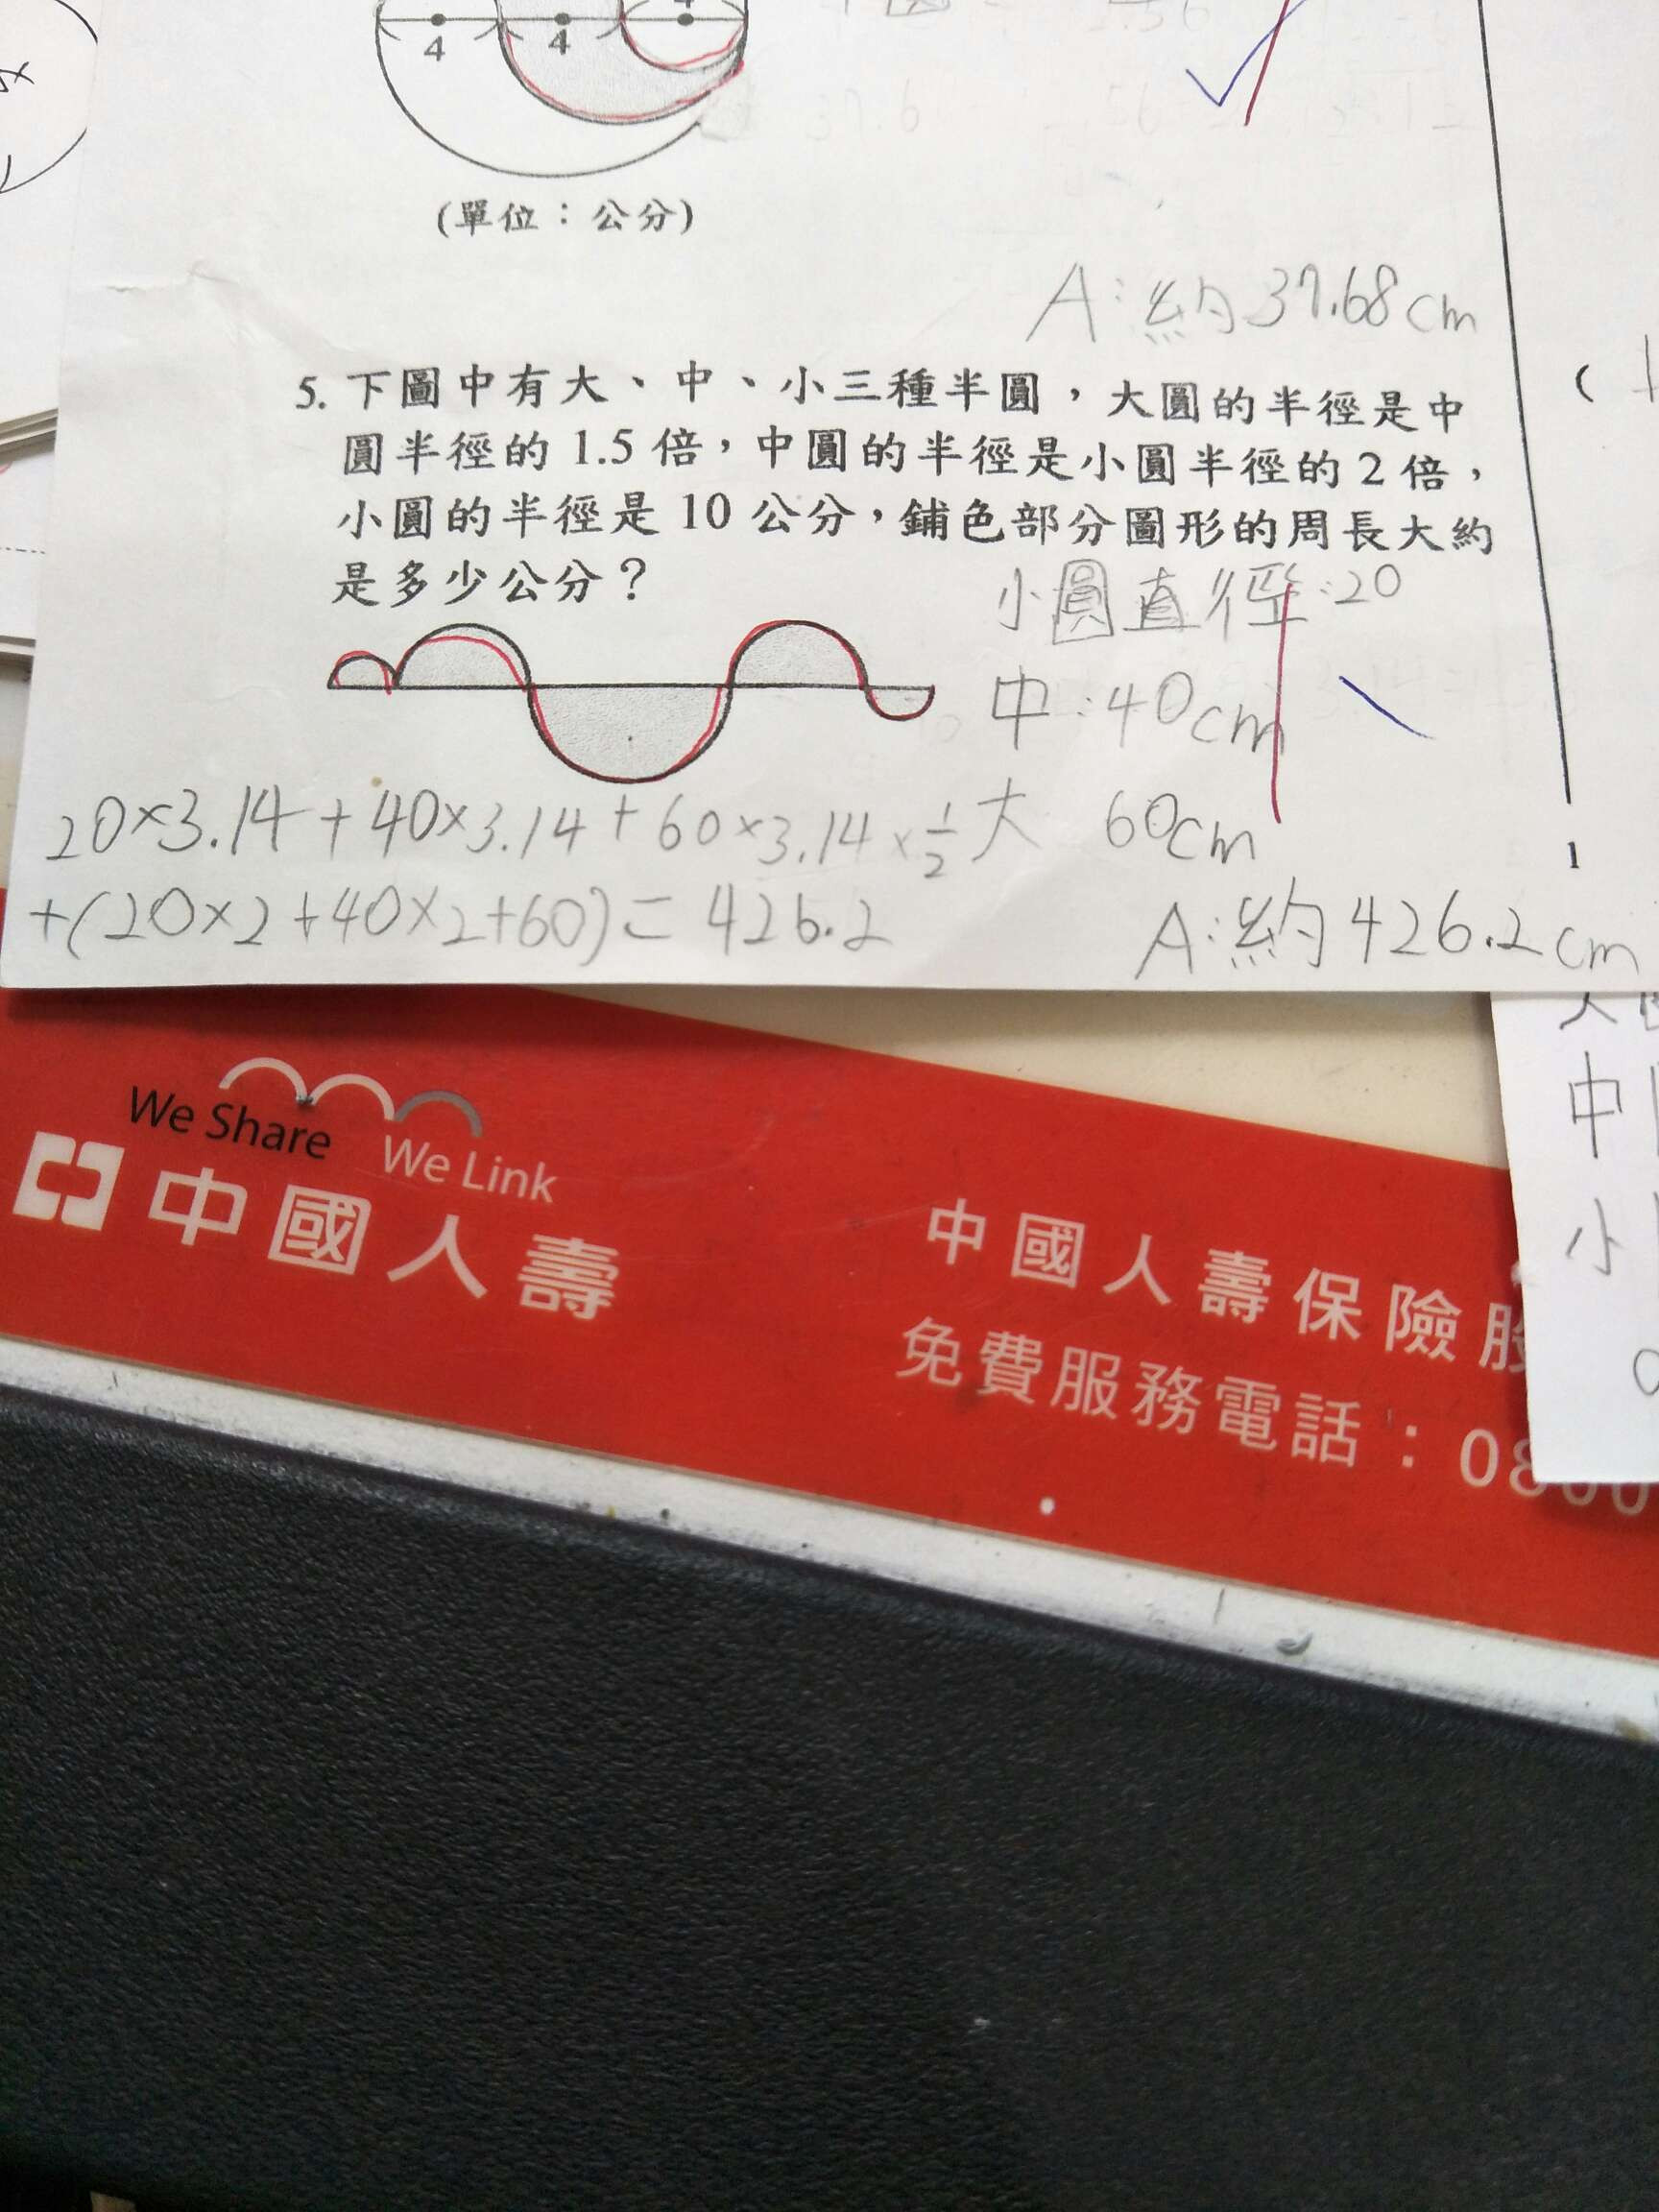 4 4 4
(單位：公分)
A：約37.68cm
5. 下圖中有大、中、小三種半圓，大圓的半徑是中
圓半徑的 1.5 倍，中圓的半徑是小圓半徑的 2 倍，
小圓的半徑是 10 公分，鋪色部分圖形的周長大約
是多少公分？
小圓直徑:20
中:40cm
大 60cm
20×3.14+40×3.14+60×3.14×1/2
+(20×2+40×2+60)=426.2
A:約426.2cm
1
We Share
We Link
中國人壽
中國人壽保險股
免費服務電話：0800
中
小